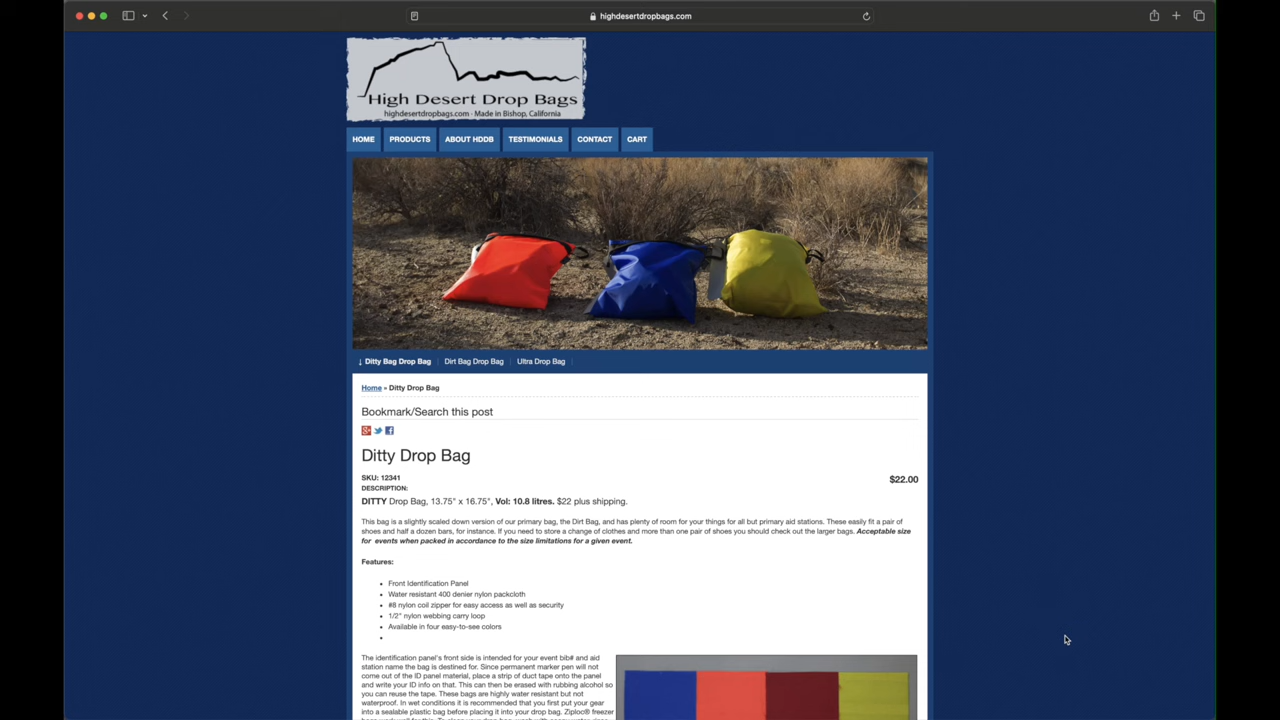 highdesertdropbags.com
High Desert Drop Bags
highdesertdropbags.com - Made in Bishop, California
HOME PRODUCTS ABOUT HDDB TESTIMONIALS CONTACT CART
↓ Ditty Bag Drop Bag Dirt Bag Drop Bag Ultra Drop Bag
Home » Ditty Drop Bag
Bookmark/Search this post
Ditty Drop Bag
SKU: 12341
$22.00
DESCRIPTION:
DITTY Drop Bag, 13.75" x 16.75", Vol: 10.8 litres. $22 plus shipping.
This bag is a slightly scaled down version of our primary bag, the Dirt Bag, and has plenty of room for your things for all but primary aid stations. These easily fit a pair of
shoes and half a dozen bars, for instance. If you need to store a change of clothes and more than one pair of shoes you should check out the larger bags. Acceptable size
for events when packed in accordance to the size limitations for a given event.
Features:
• Front Identification Panel
• Water resistant 400 denier nylon packcloth
• #8 nylon coil zipper for easy access as well as security
• 1/2" nylon webbing carry loop
• Available in four easy-to-see colors
•
The identification panel's front side is intended for your event bib# and aid
station name the bag is destined for. Since permanent marker pen will not
come out of the ID panel material, place a strip of duct tape onto the panel
and write your ID info on that. This can then be erased with rubbing alcohol so
you can reuse the tape. These bags are highly water resistant but not
waterproof. In wet conditions it is recommended that you first put your gear
into a sealable plastic bag before placing it into your drop bag. Ziploc® freezer